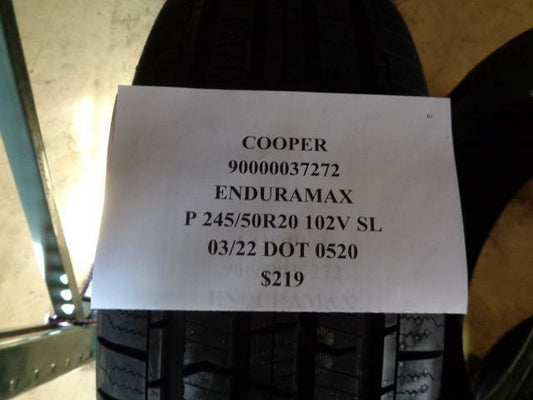 COOPER
90000037272
ENDURAMAX
P 245/50R20 102V SL
03/22 DOT 0520
$219